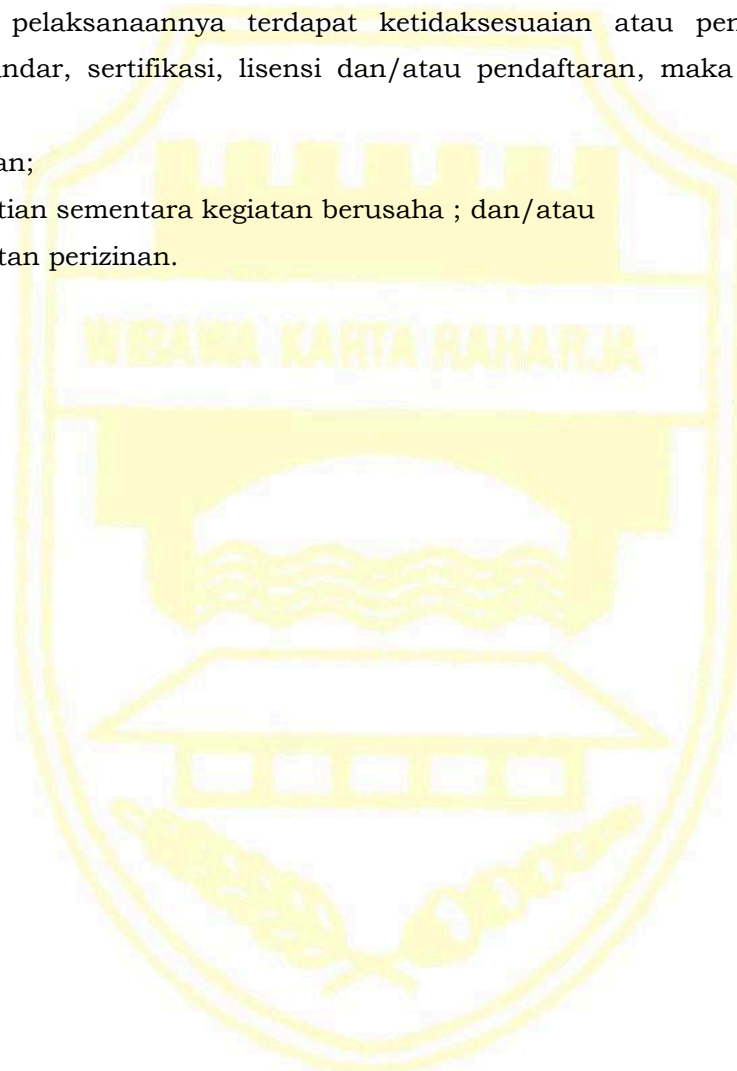 pelaksanaannya terdapat ketidaksesuaian atau pen
ndar, sertifikasi, lisensi dan/atau pendaftaran, maka
an;
tian sementara kegiatan berusaha ; dan/atau
tan perizinan.
WIBAWA KARTA RAHARJA